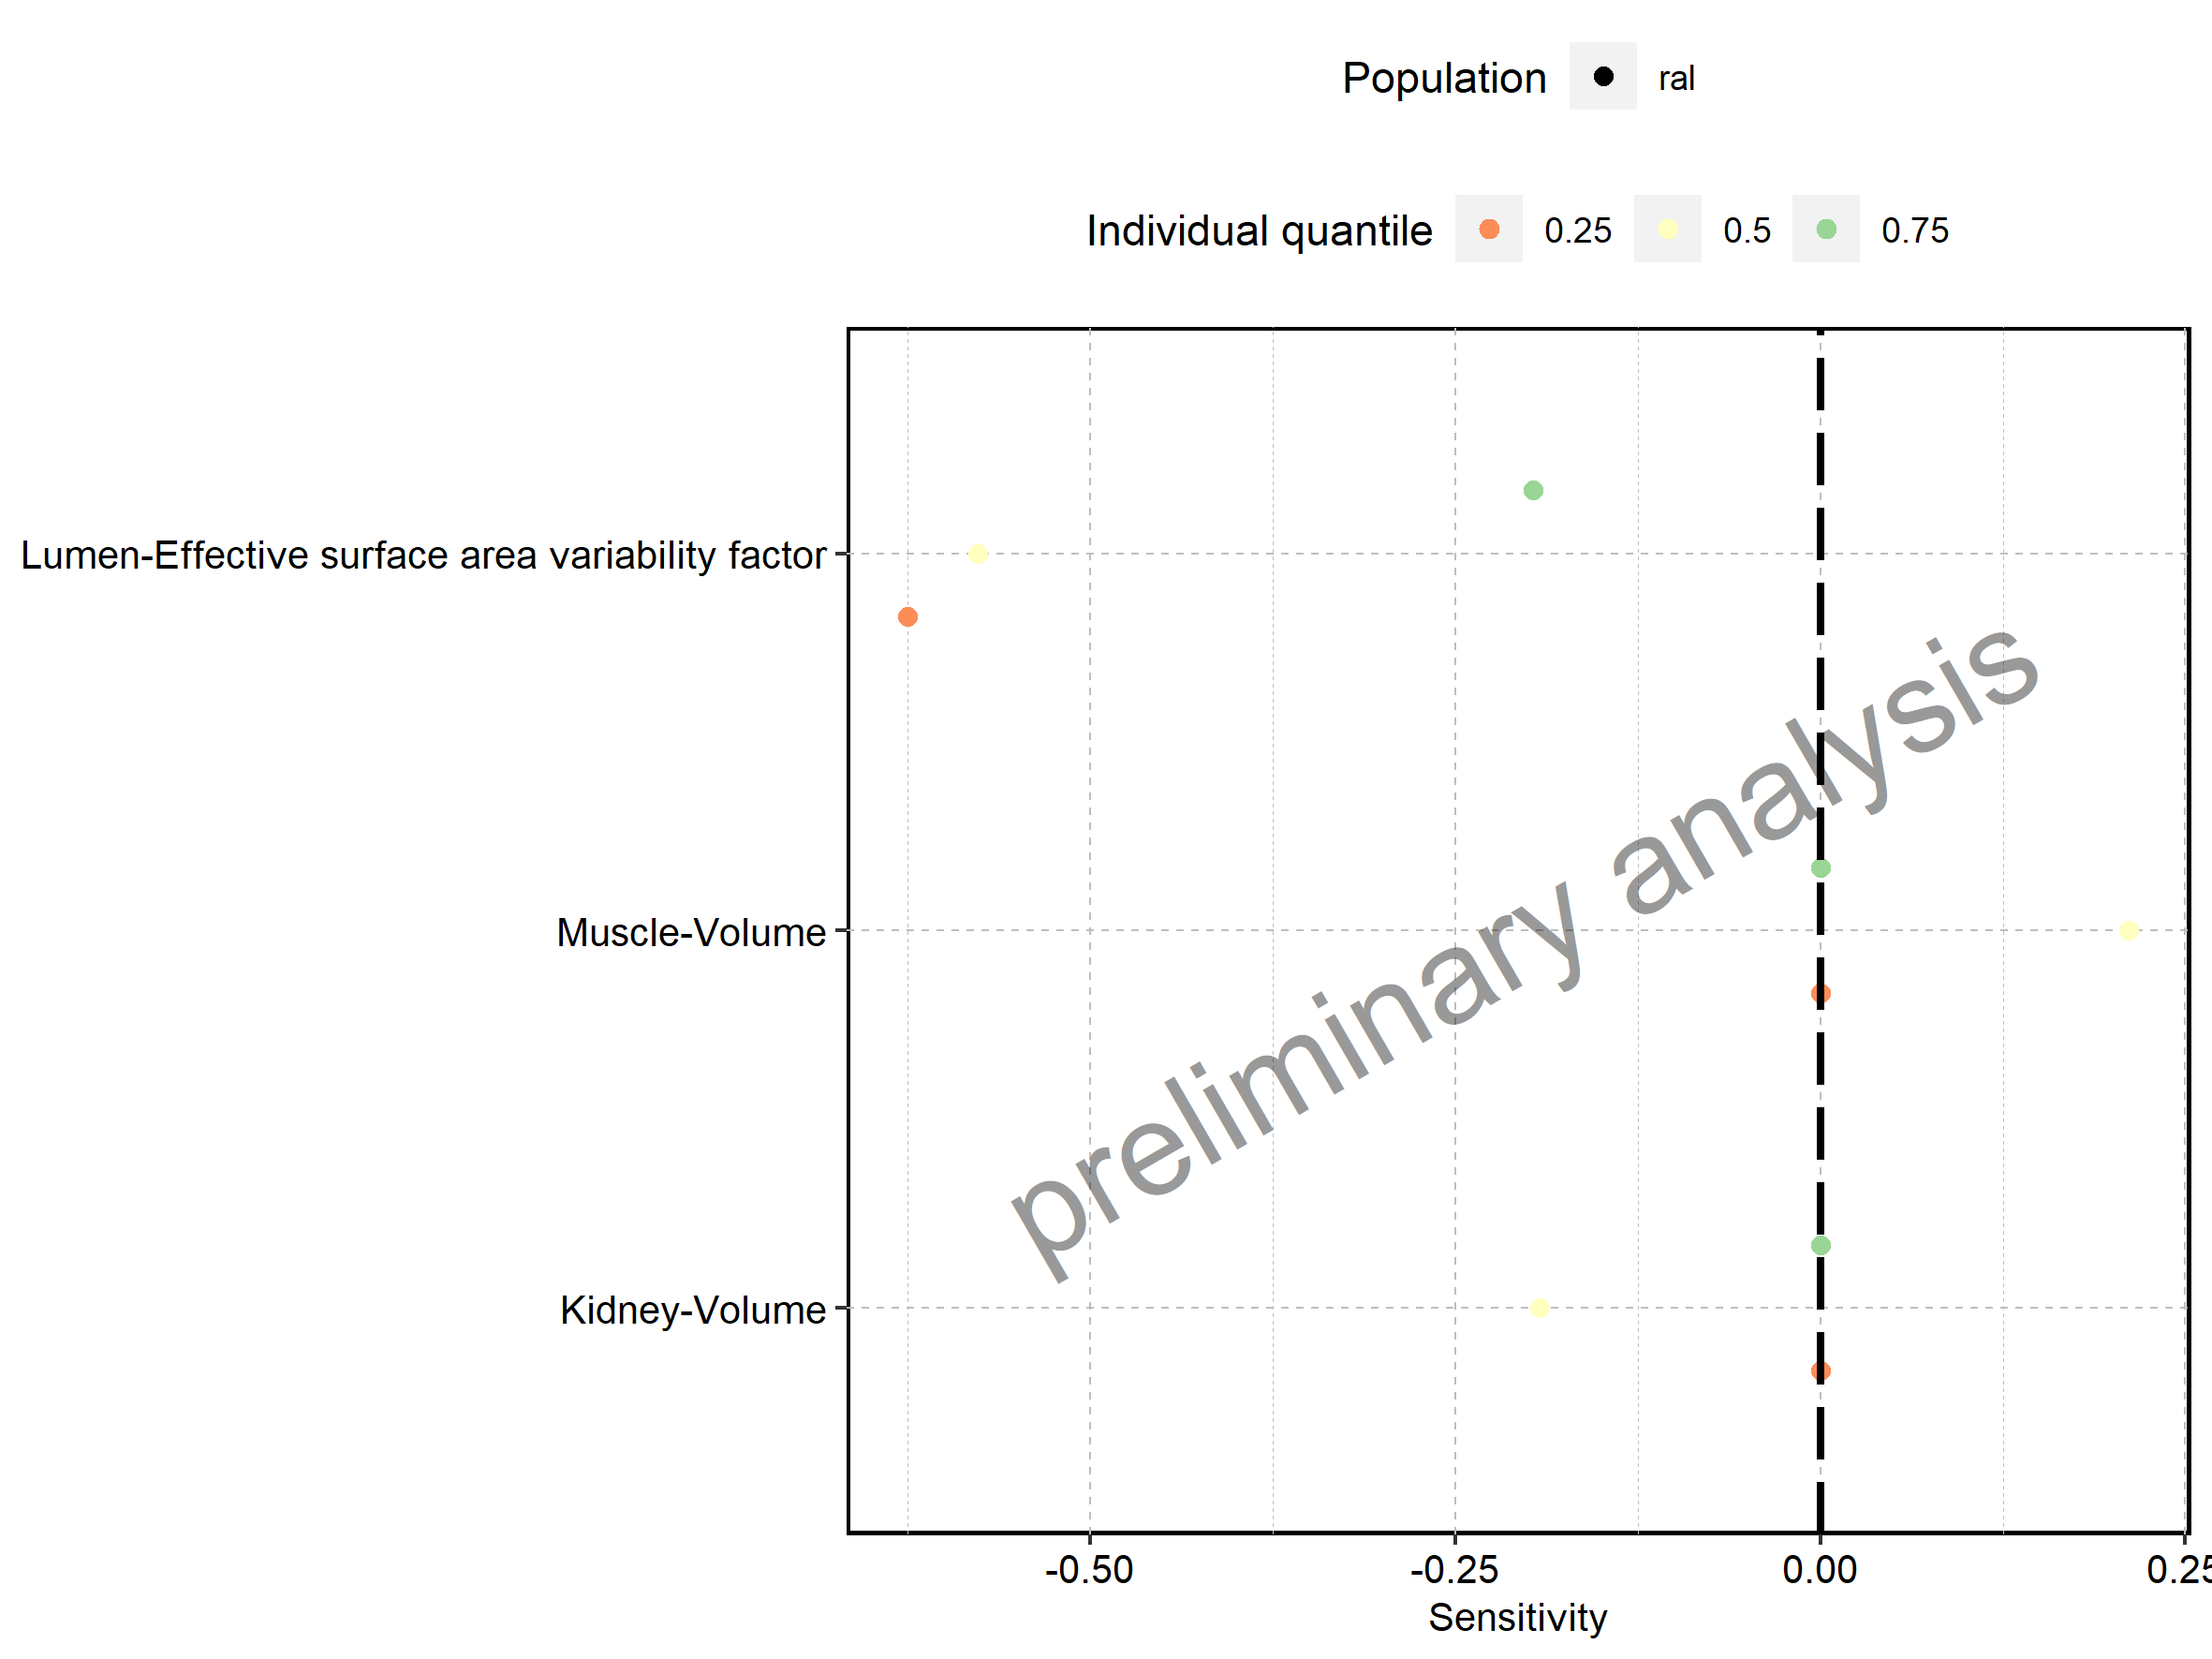 Population ral
Individual quantile 0.25 0.5 0.75
Lumen-Effective surface area variability factor
Muscle-Volume
Kidney-Volume
preliminary analysis
-0.50 -0.25 0.00 0.25
Sensitivity